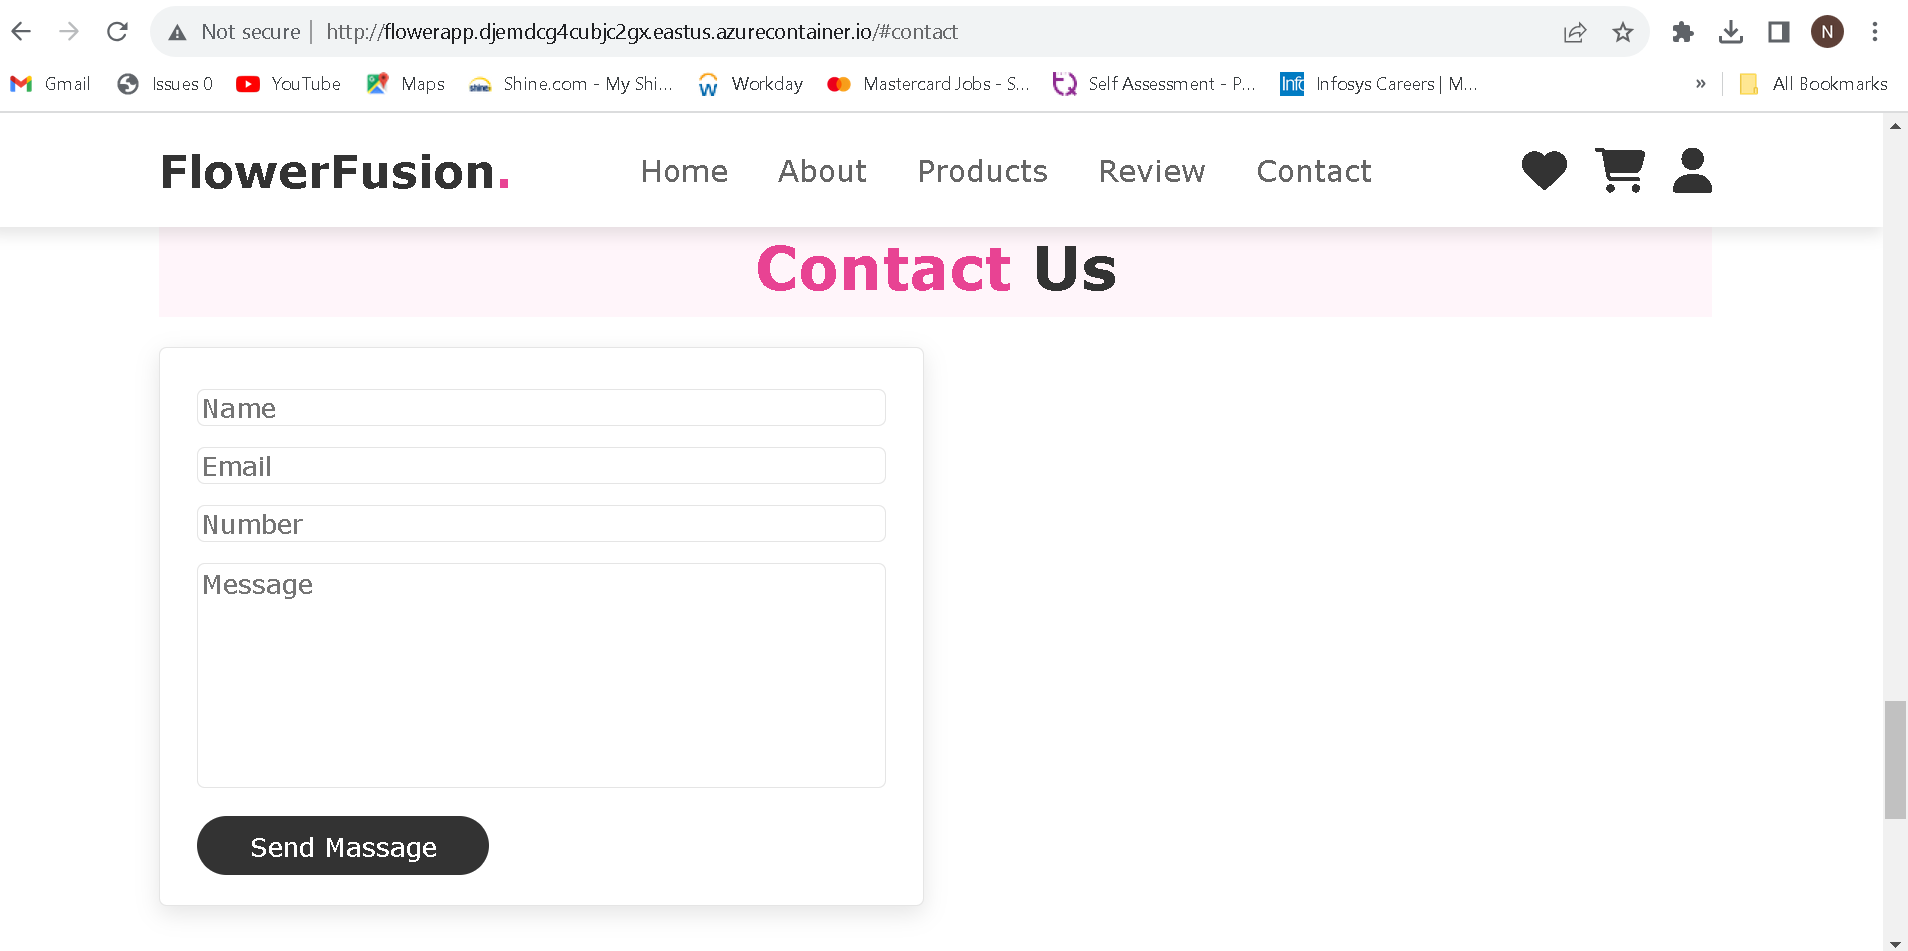 Not secure http://flowerapp.djemdcg4cubjc2gx.eastus.azurecontainer.io/#contact N
Gmail Issues 0 YouTube Maps Shine.com - My Shi... Workday Mastercard Jobs - S... Self Assessment - P... Infosys Careers | M... » All Bookmarks
FlowerFusion. Home About Products Review Contact
Contact Us
Name
Email
Number
Message
Send Massage